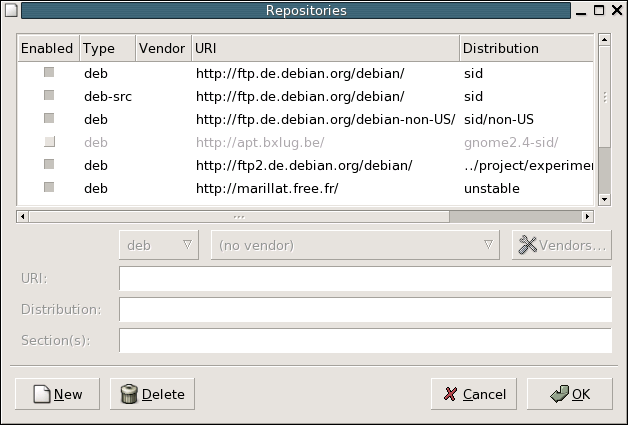 Repositories
Enabled Type Vendor URI Distribution
deb http://ftp.de.debian.org/debian/ sid
deb-src http://ftp.de.debian.org/debian/ sid
deb http://ftp.de.debian.org/debian-non-US/ sid/non-US
deb http://apt.bxlug.be/ gnome2.4-sid/
deb http://ftp2.de.debian.org/debian/ ../project/experimer
deb http://marillat.free.fr/ unstable
deb (no vendor) Vendors...
URI:
Distribution:
Section(s):
New Delete Cancel OK